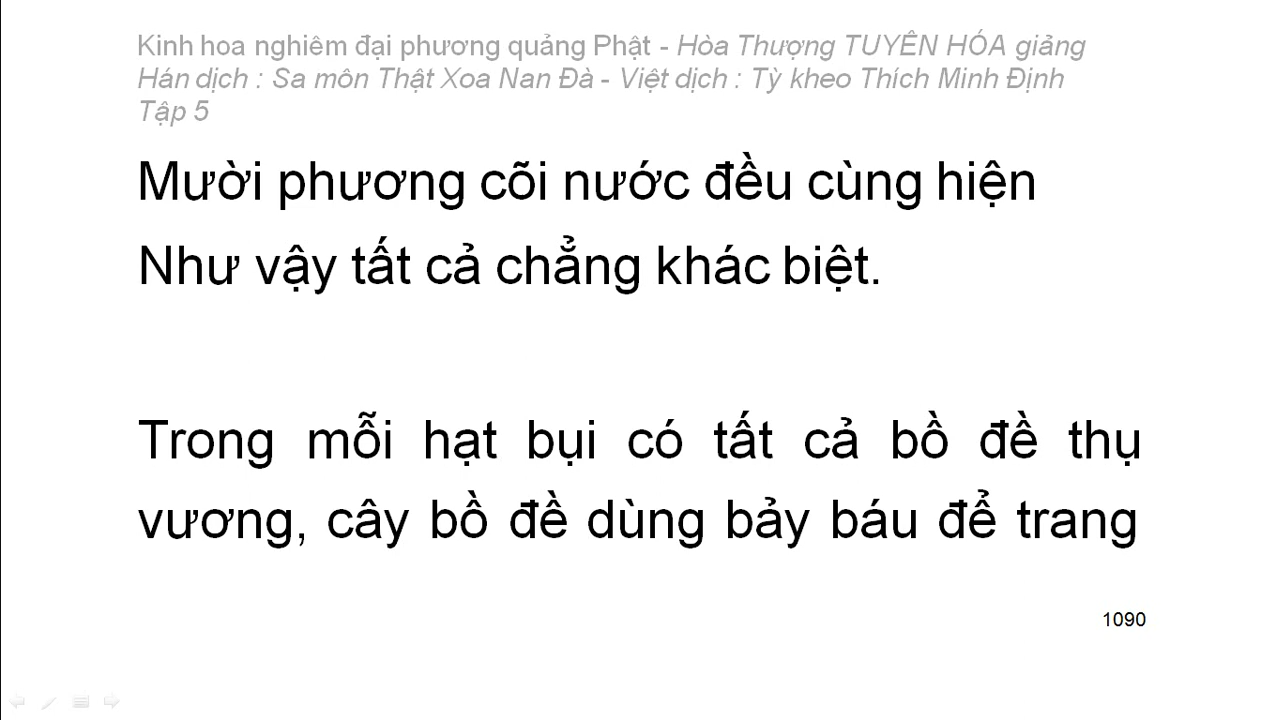 Kinh hoa nghiêm đại phương quảng Phật - Hòa Thượng TUYÊN HÓA giảng
Hán dịch : Sa môn Thật Xoa Nan Đà - Việt dịch : Tỳ kheo Thích Minh Định
Tập 5
Mười phương cõi nước đều cùng hiện
Như vậy tất cả chẳng khác biệt.
Trong mỗi hạt bụi có tất cả bồ đề thụ
vương, cây bồ đề dùng bảy báu để trang
1090